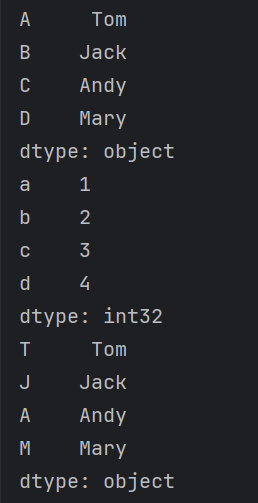 A     Tom
B    Jack
C    Andy
D    Mary
dtype: object
a    1
b    2
c    3
d    4
dtype: int32
T     Tom
J    Jack
A    Andy
M    Mary
dtype: object